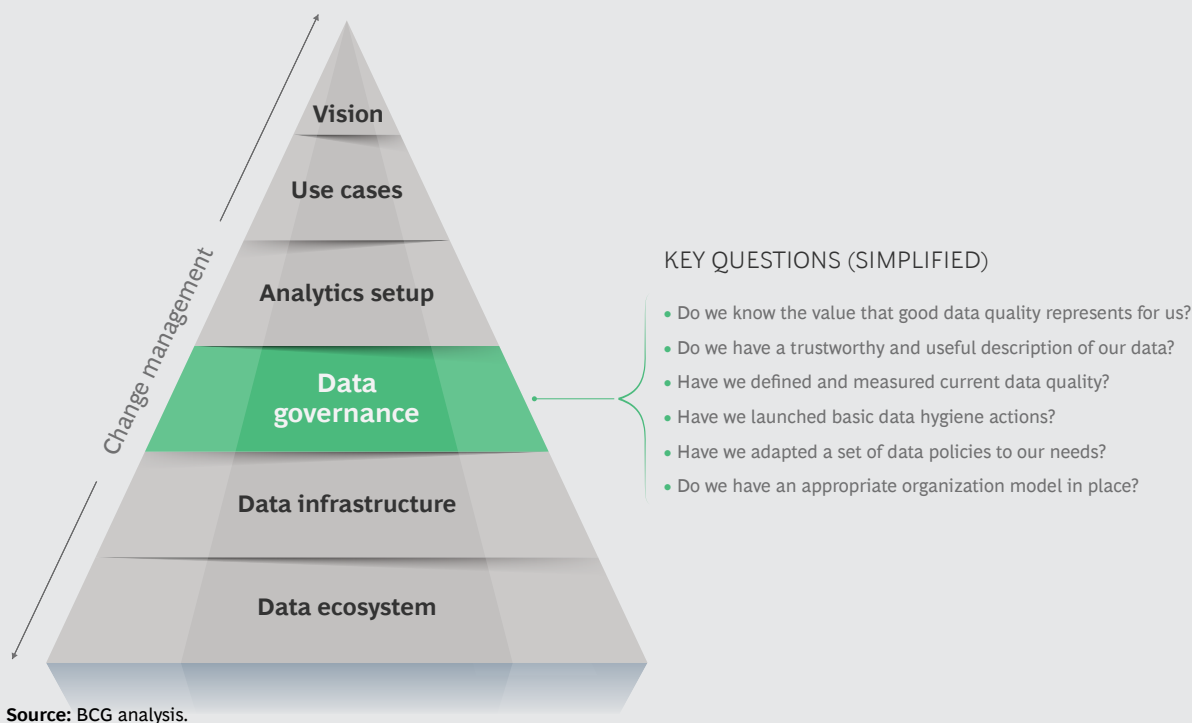 Vision
Use cases
Analytics setup
Data
governance
Data infrastructure
Data ecosystem
Change management
KEY QUESTIONS (SIMPLIFIED)
• Do we know the value that good data quality represents for us?
• Do we have a trustworthy and useful description of our data?
• Have we defined and measured current data quality?
• Have we launched basic data hygiene actions?
• Have we adapted a set of data policies to our needs?
• Do we have an appropriate organization model in place?
Source: BCG analysis.